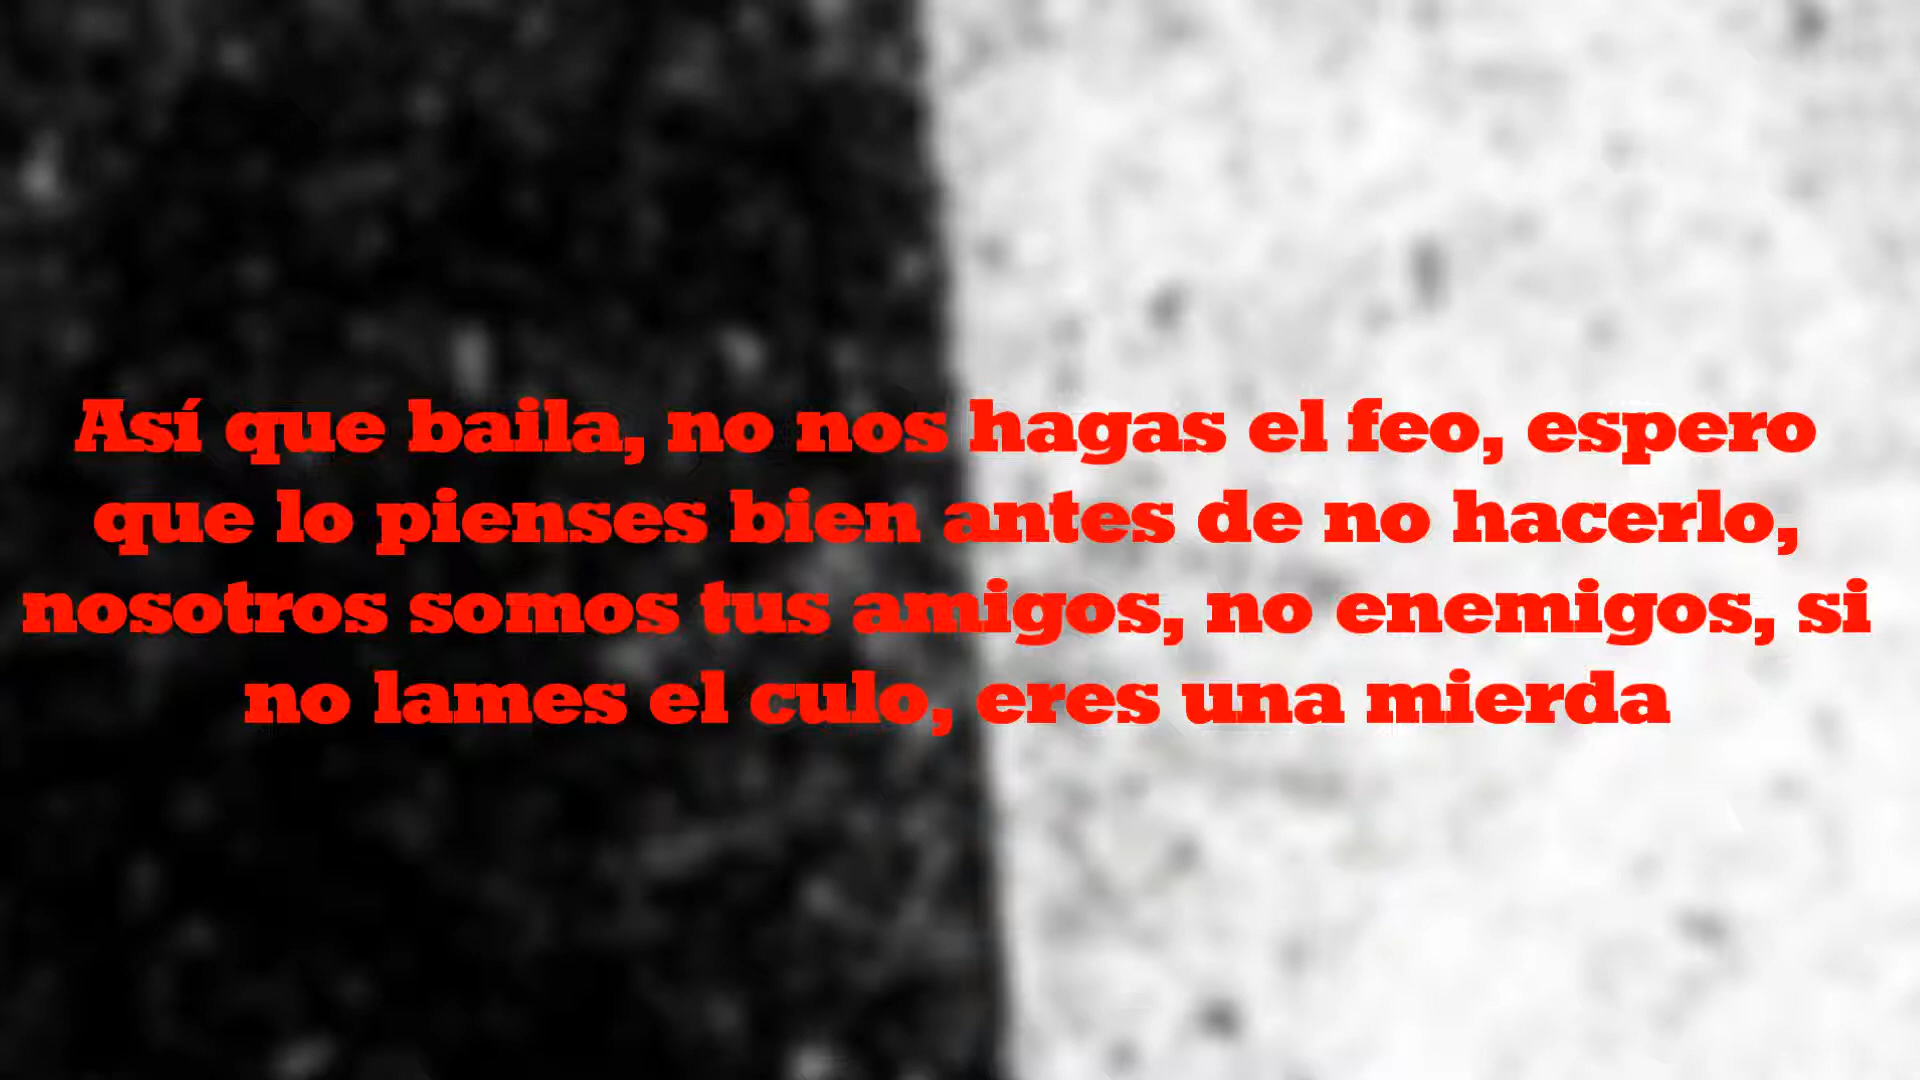 Así que baila, no nos hagas el feo, espero
que lo pienses bien antes de no hacerlo,
nosotros somos tus amigos, no enemigos, si
no lames el culo, eres una mierda